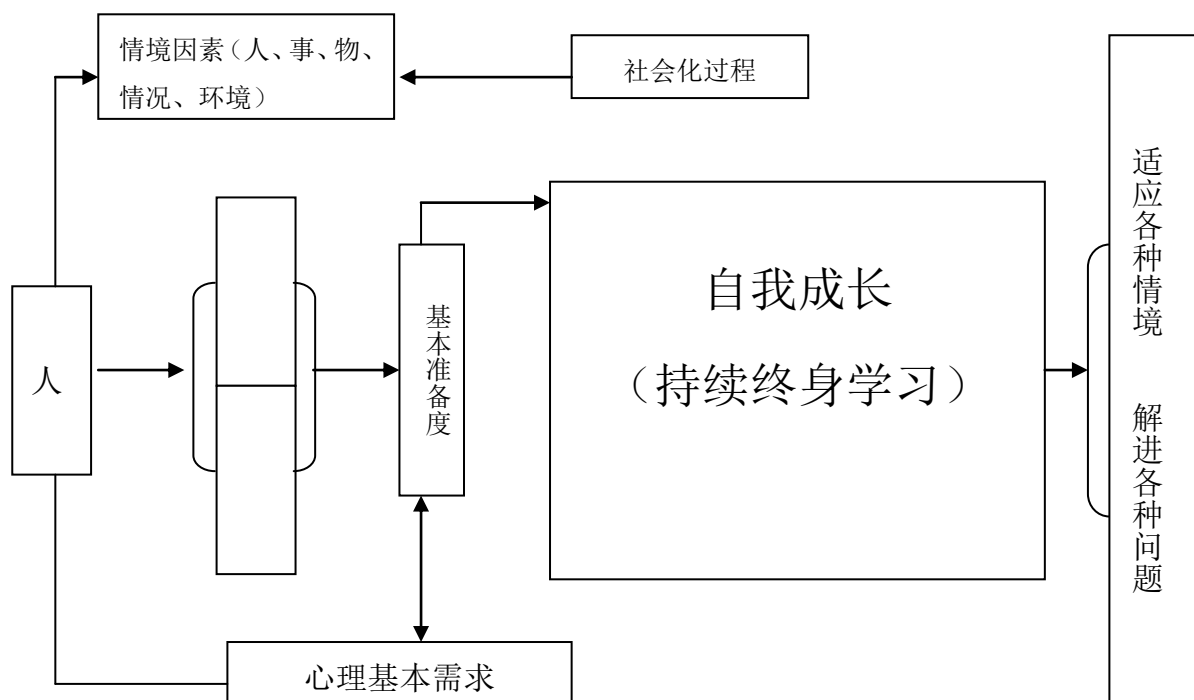 情境因素（人、事、物、
情况、环境）
社会化过程
人
基本准备度
自我成长
（持续终身学习）
适应各种情境
解进各种问题
心理基本需求